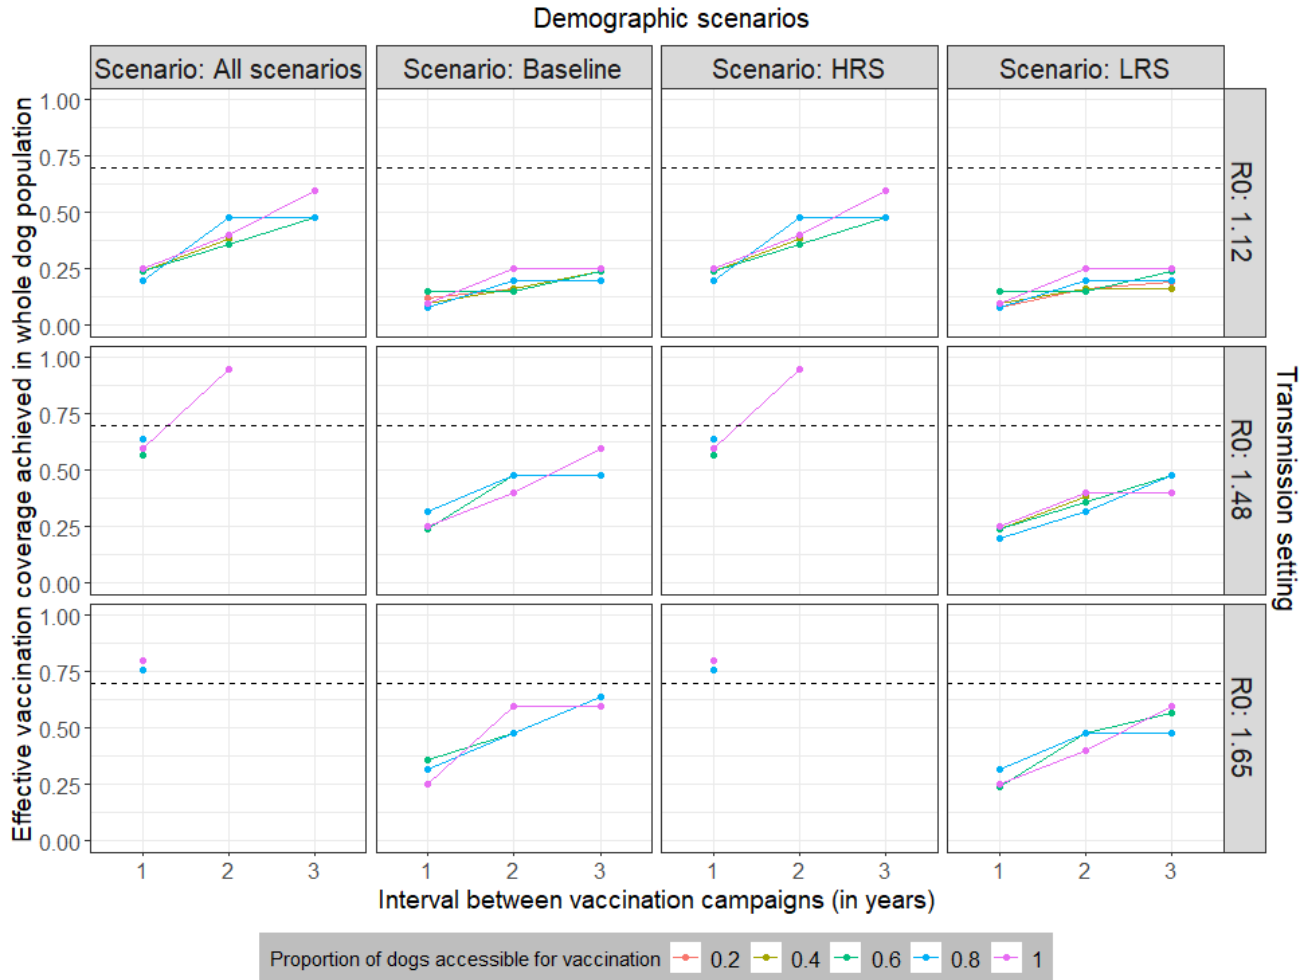 Demographic scenarios
Scenario: All scenarios
Scenario: Baseline
Scenario: HRS
Scenario: LRS
Effective vaccination coverage achieved in whole dog population
1.00
0.75
0.50
0.25
0.00
R0: 1.12
1.00
0.75
0.50
0.25
0.00
R0: 1.48
1.00
0.75
0.50
0.25
0.00
R0: 1.65
Transmission setting
1 2 3 1 2 3 1 2 3 1 2 3
Interval between vaccination campaigns (in years)
Proportion of dogs accessible for vaccination 0.2 0.4 0.6 0.8 1